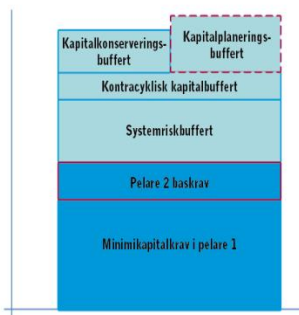 Kapitalkonserverings-
buffert
Kapitalplanerings-
buffert
Kontracyklisk kapitalbuffert
Systemriskbuffert
Pelare 2 baskrav
Minimikapitalkrav i pelare 1